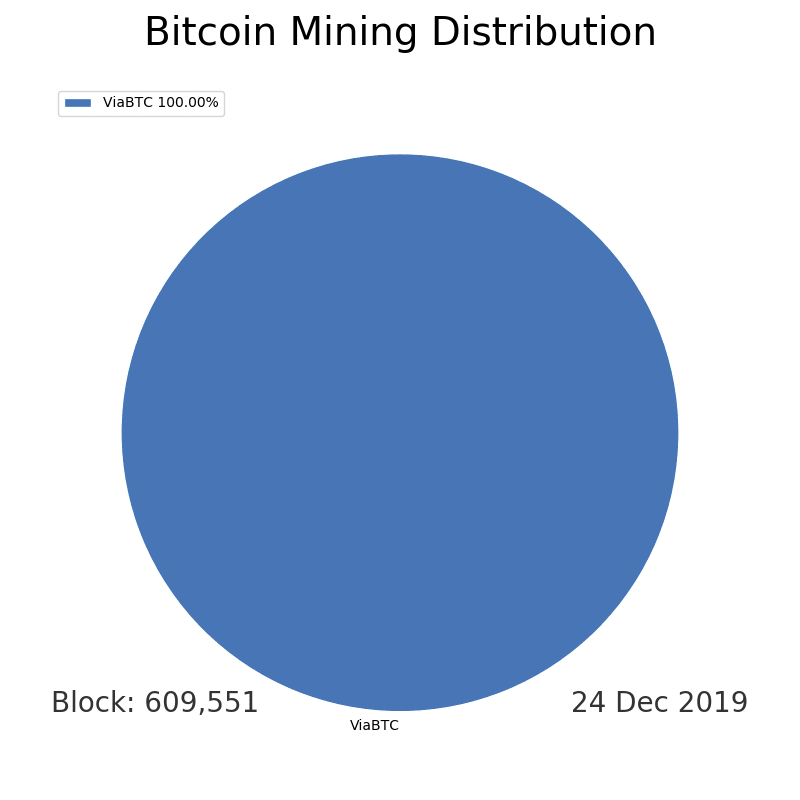 Bitcoin Mining Distribution
ViaBTC 100.00%
Block: 609,551
24 Dec 2019
ViaBTC